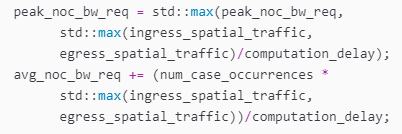 peak_noc_bw_req = std::max(peak_noc_bw_req,
std::max(ingress_spatial_traffic,
egress_spatial_traffic)/computation_delay);
avg_noc_bw_req += (num_case_occurrences *
std::max(ingress_spatial_traffic,
egress_spatial_traffic))/computation_delay;